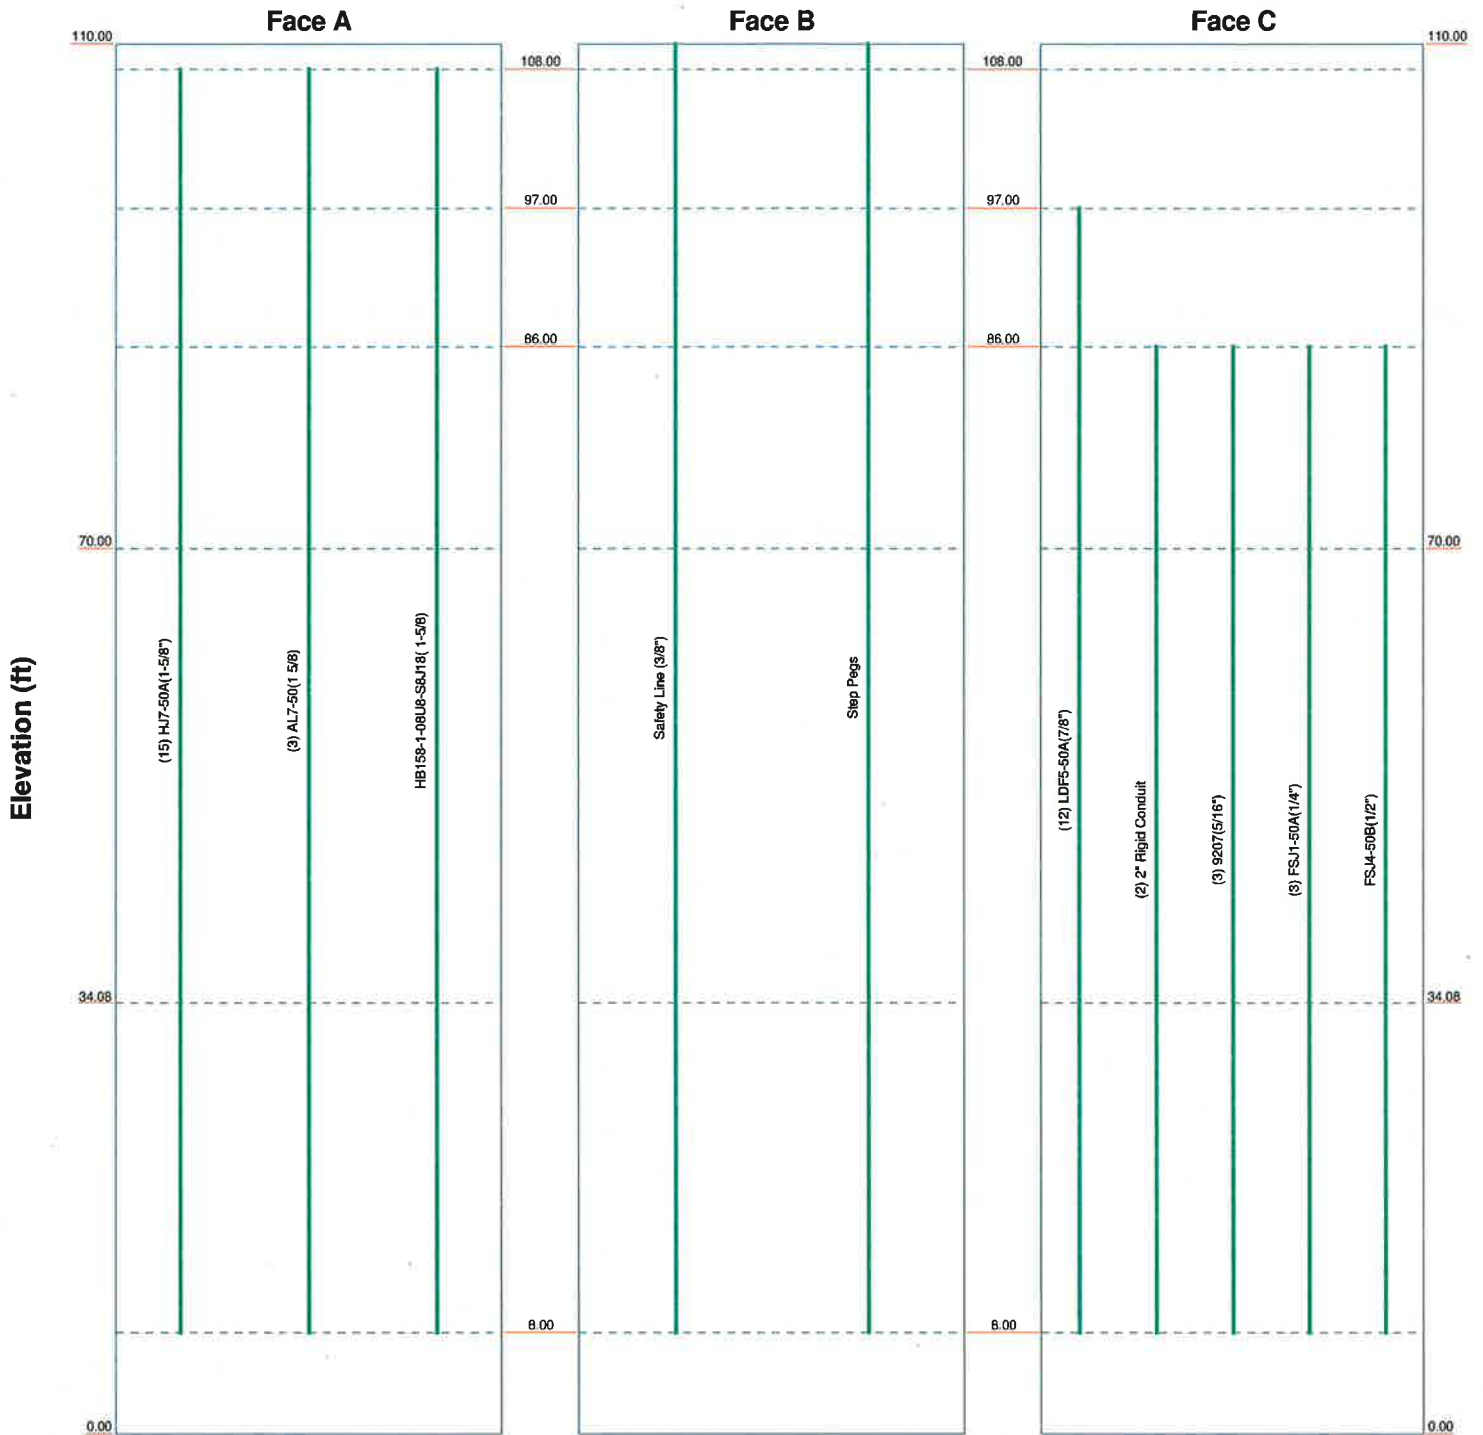 Face A
Face B
Face C
110.00
110.00
108.00
108.00
97.00
97.00
86.00
86.00
70.00
70.00
Elevation (ft)
(15) HJ7-50A(1-5/8")
(3) AL7-50(1 5/8)
HB158-1-08U8-S8J18( 1-5/8)
Safety Line (3/8")
Step Pegs
(12) LDF5-50A(7/8")
(2) 2" Rigid Conduit
(3) 9207(5/16")
(3) FSJ1-50A(1/4")
FSJ4-50B(1/2")
34.08
34.08
8.00
8.00
0.00
0.00